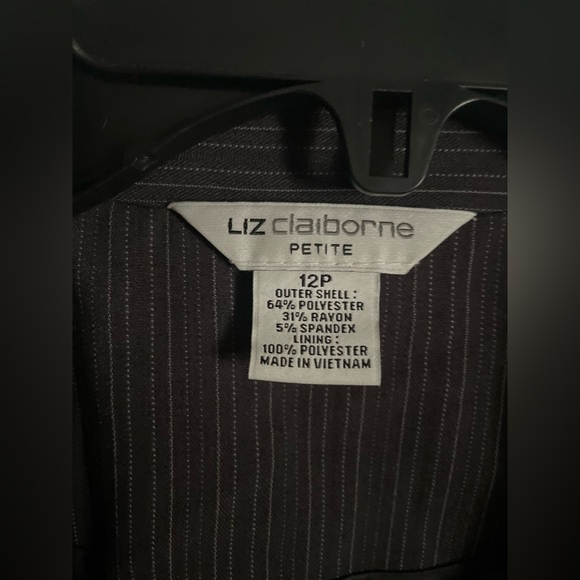 LIZ claiborne
PETITE
12P
OUTER SHELL:
64% POLYESTER
31% RAYON
5% SPANDEX
LINING:
100% POLYESTER
MADE IN VIETNAM